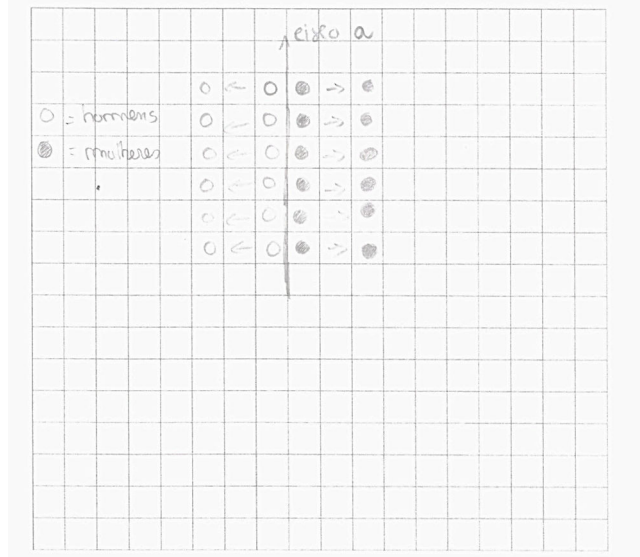 eixo a
= homens
= mulheres